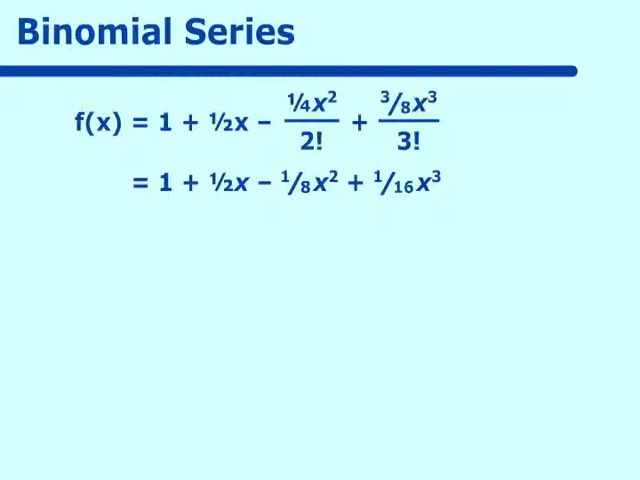 Binomial Series
f(x) = 1 + ½x − ¼x²/2! + ³/₈x³/3!
= 1 + ½x − ¹/₈x² + ¹/₁₆x³